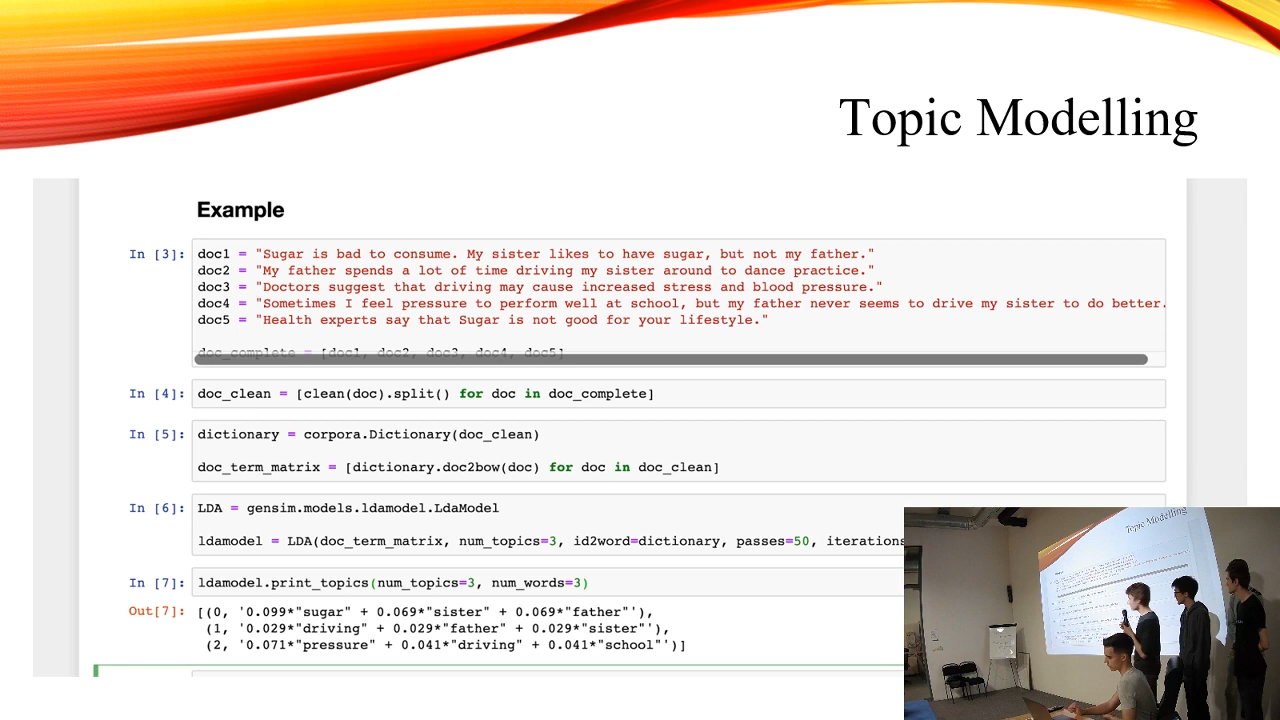 Topic Modelling
Example
In [3]: doc1 = "Sugar is bad to consume. My sister likes to have sugar, but not my father."
doc2 = "My father spends a lot of time driving my sister around to dance practice."
doc3 = "Doctors suggest that driving may cause increased stress and blood pressure."
doc4 = "Sometimes I feel pressure to perform well at school, but my father never seems to drive my sister to do better.
doc5 = "Health experts say that Sugar is not good for your lifestyle."
doc_complete = [doc1, doc2, doc3, doc4, doc5]
In [4]: doc_clean = [clean(doc).split() for doc in doc_complete]
In [5]: dictionary = corpora.Dictionary(doc_clean)
doc_term_matrix = [dictionary.doc2bow(doc) for doc in doc_clean]
In [6]: LDA = gensim.models.ldamodel.LdaModel
ldamodel = LDA(doc_term_matrix, num_topics=3, id2word=dictionary, passes=50, iterations
In [7]: ldamodel.print_topics(num_topics=3, num_words=3)
Out[7]: [(0, '0.099*"sugar" + 0.069*"sister" + 0.069*"father"'),
(1, '0.029*"driving" + 0.029*"father" + 0.029*"sister"'),
(2, '0.071*"pressure" + 0.041*"driving" + 0.041*"school"')]
Topic Modelling